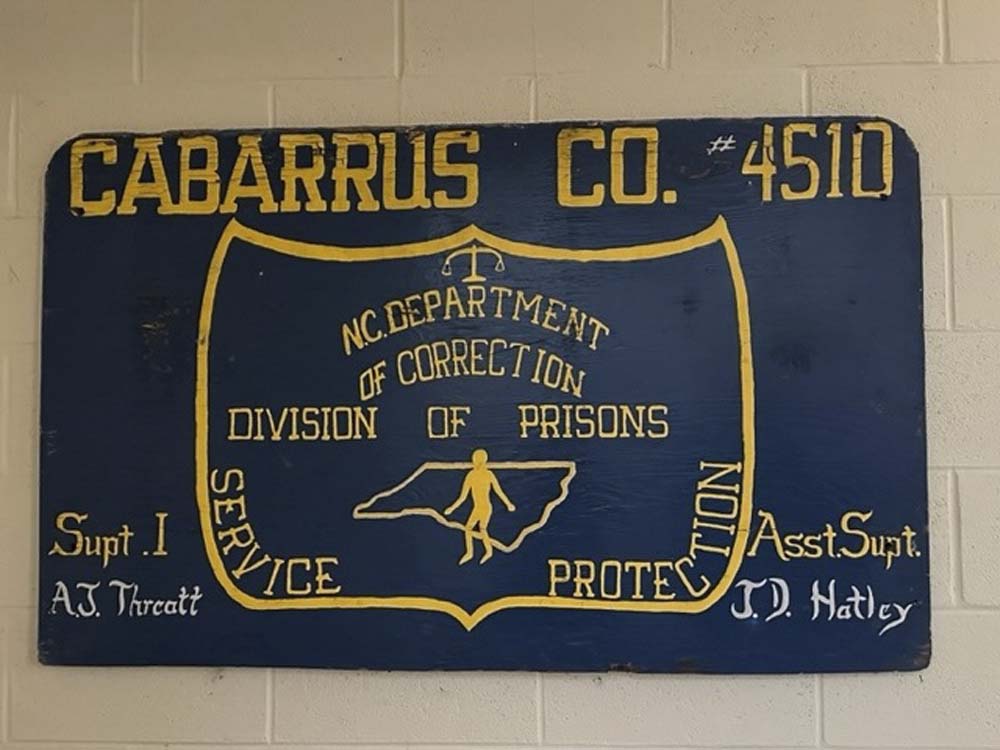 CABARRUS CO. #4510
N.C. DEPARTMENT
OF CORRECTION
DIVISION OF PRISONS
SERVICE PROTECTION
Supt. I
A.J. Threatt
Asst. Supt.
J.D. Hatley